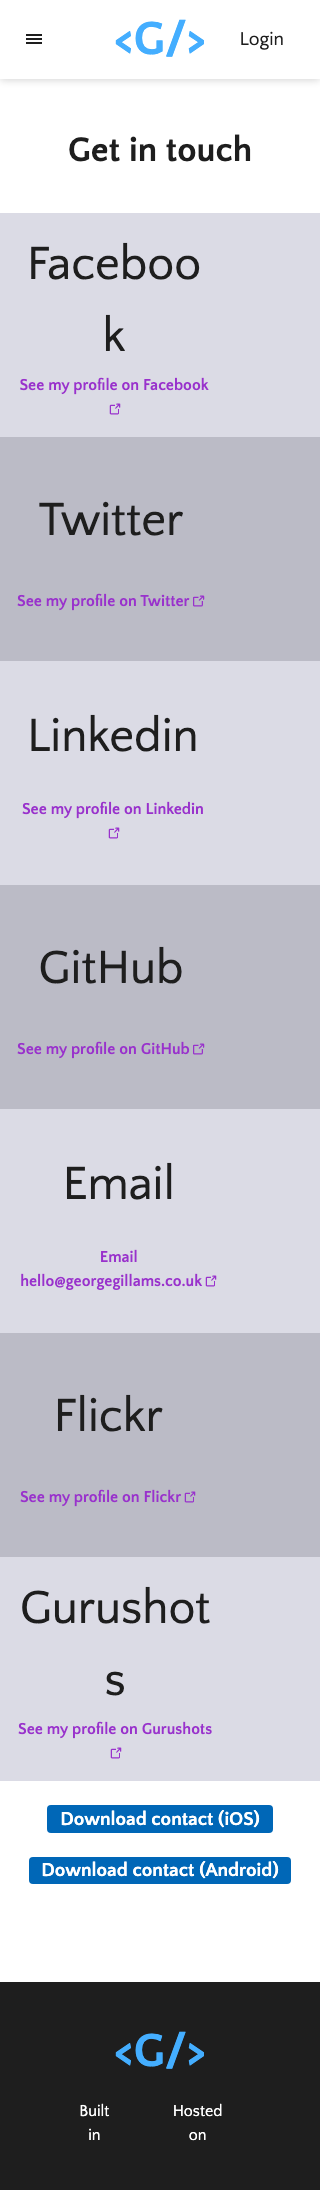 <G/>
Login
Get in touch
Faceboo
k
See my profile on Facebook
Twitter
See my profile on Twitter
Linkedin
See my profile on Linkedin
GitHub
See my profile on GitHub
Email
Email
hello@georgegillams.co.uk
Flickr
See my profile on Flickr
Gurushot
s
See my profile on Gurushots
Download contact (iOS)
Download contact (Android)
<G/>
Built
in
Hosted
on